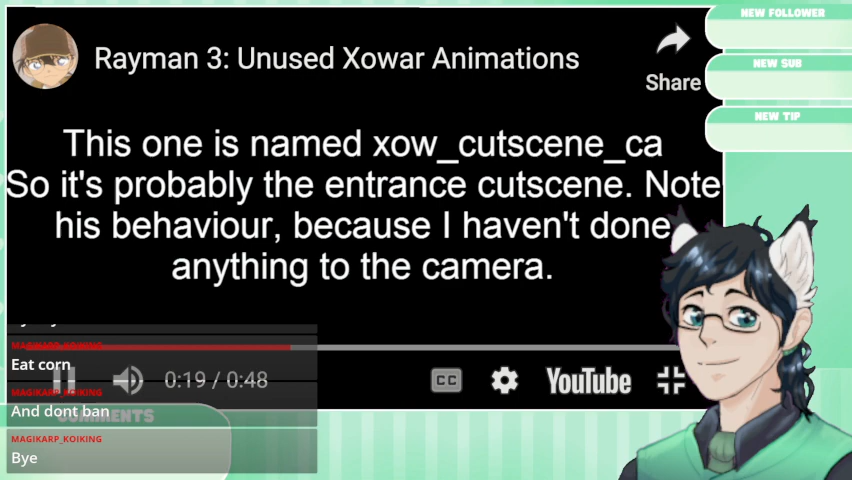 NEW FOLLOWER
Rayman 3: Unused Xowar Animations
Share
NEW SUB
NEW TIP
This one is named xow_cutscene_ca
So it's probably the entrance cutscene. Note
his behaviour, because I haven't done
anything to the camera.
MAGIKARP_KOIKING
Eat corn
0:19 / 0:48
CC
YouTube
MAGIKARP_KOIKING
And dont ban
COMMENTS
MAGIKARP_KOIKING
Bye